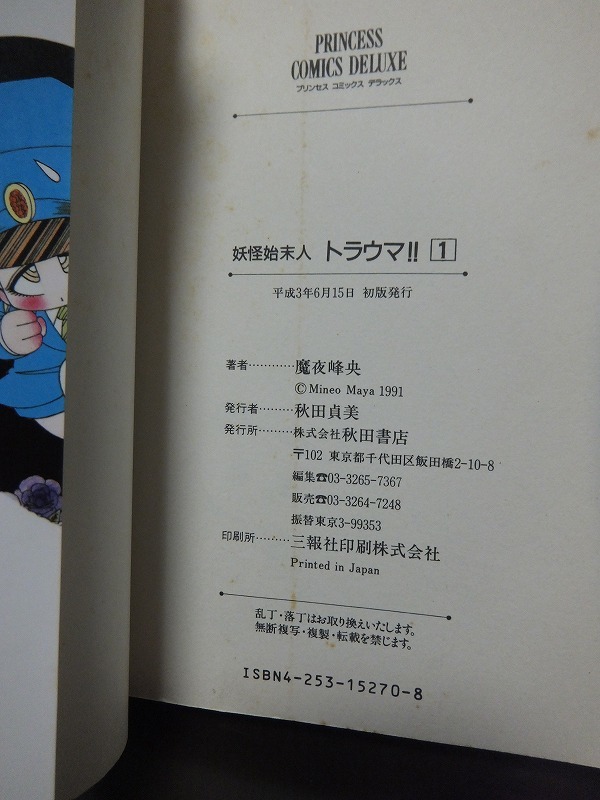 PRINCESS
COMICS DELUXE
プリンセス コミックス デラックス
妖怪始末人 トラウマ!! 1
平成3年6月15日 初版発行
著者…………魔夜峰央
©Mineo Maya 1991
発行者………秋田貞美
発行所………株式会社秋田書店
〒102 東京都千代田区飯田橋2-10-8
編集☎03-3265-7367
販売☎03-3264-7248
振替東京3-99353
印刷所………三報社印刷株式会社
Printed in Japan
乱丁・落丁はお取り換えいたします。
無断複写・複製・転載を禁じます。
ISBN4-253-15270-8